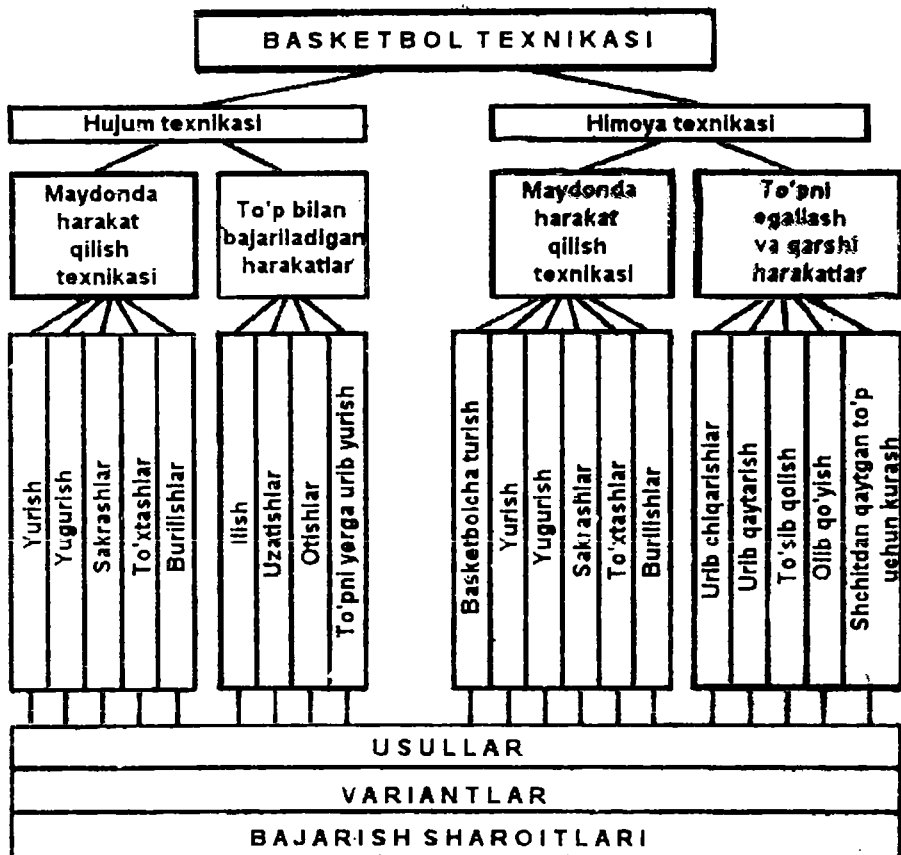 BASKETBOL TEXNIKASI
Hujum texnikasi
Himoya texnikasi
Maydonda
harakat
qilish
texnikasi
To'p bilan
bajariladigan
harakatlar
Maydonda
harakat
qilish
texnikasi
To'pni
egallash
va qarshi
harakatlar
Yurish
Yugurish
Sakrashlar
To'xtashlar
Burilishlar
Ilish
Uzatishlar
Otishlar
To'pni yerga urib yurish
Basketbolcha turish
Yurish
Yugurish
Sakrashlar
To'xtashlar
Burilishlar
Urib chiqarishlar
Urib qaytarish
To'sib qolish
Olib qo'yish
Shchitdan qaytgan to'p
uchun kurash
USULLAR
VARIANTLAR
BAJARISH SHAROITLARI